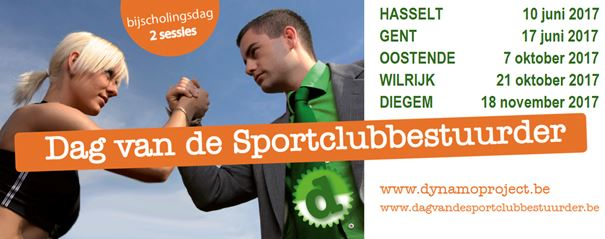 bijscholingsdag
2 sessies
HASSELT 10 juni 2017
GENT 17 juni 2017
OOSTENDE 7 oktober 2017
WILRIJK 21 oktober 2017
DIEGEM 18 november 2017
Dag van de Sportclubbestuurder
d
www.dynamoproject.be
www.dagvandesportclubbestuurder.be